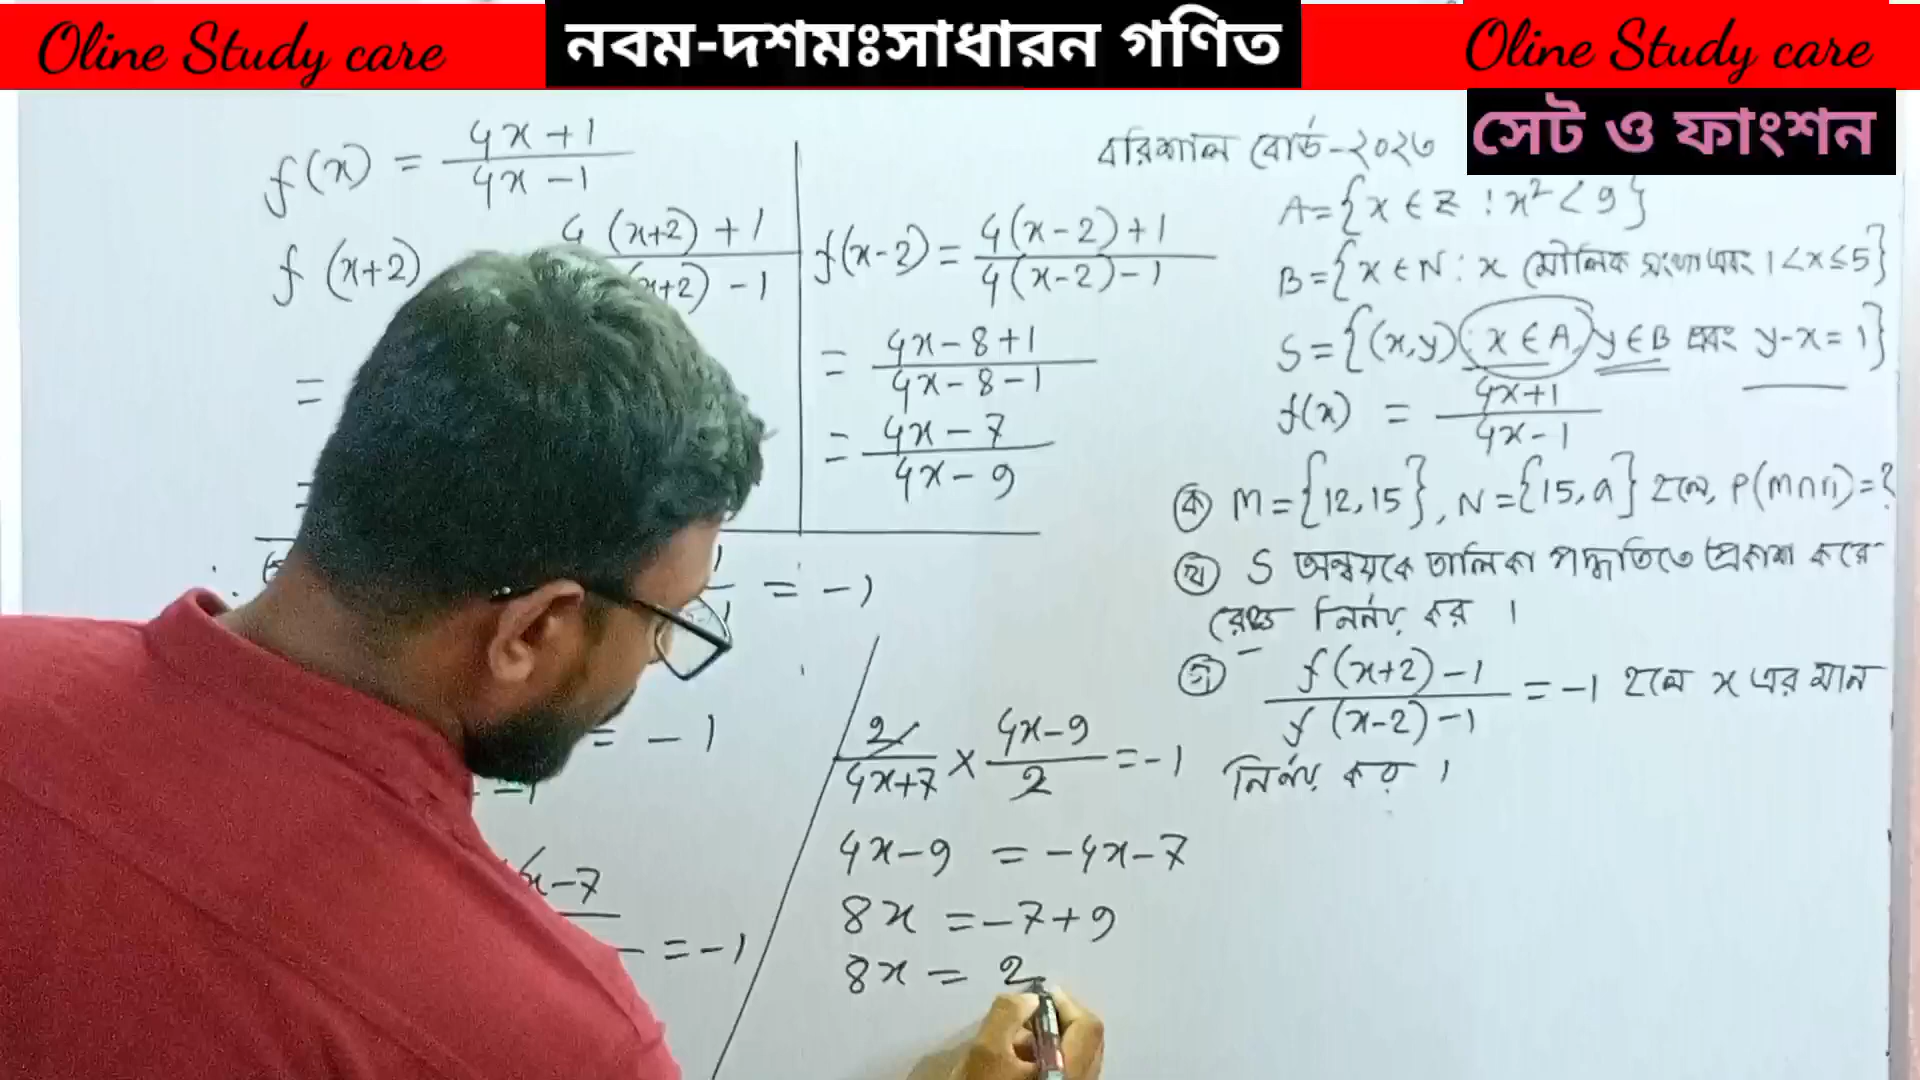 Oline Study care
নবম-দশমঃসাধারন গণিত
Oline Study care
সেট ও ফাংশন
f(x) = (4x+1)/(4x-1)
f(x+2)
4(x+2)+1
x+2)-1
=
f(x-2) = (4(x-2)+1)/(4(x-2)-1)
= (4x-8+1)/(4x-8-1)
= (4x-7)/(4x-9)
= -1
= -1
x-7
= -1
2/(4x+7) × (4x-9)/2 = -1
4x-9 = -4x-7
8x = -7+9
8x = 2
বরিশাল বোর্ড-২০২৩
A={x ∈ Z : x²<9}
B={x ∈ N : x মৌলিক সংখ্যা এবং 1<x≤5}
S={(x,y) : x ∈ A, y ∈ B এবং y-x=1}
f(x) = (4x+1)/(4x-1)
ক M={12,15}, N={15,a} হলে, P(M∩N)=?
খ S অন্বয়কে তালিকা পদ্ধতিতে প্রকাশ করে
রেঞ্জ নির্ণয় কর ।
গ (f(x+2)-1)/(f(x-2)-1) = -1 হলে x এর মান
নির্ণয় কর ।